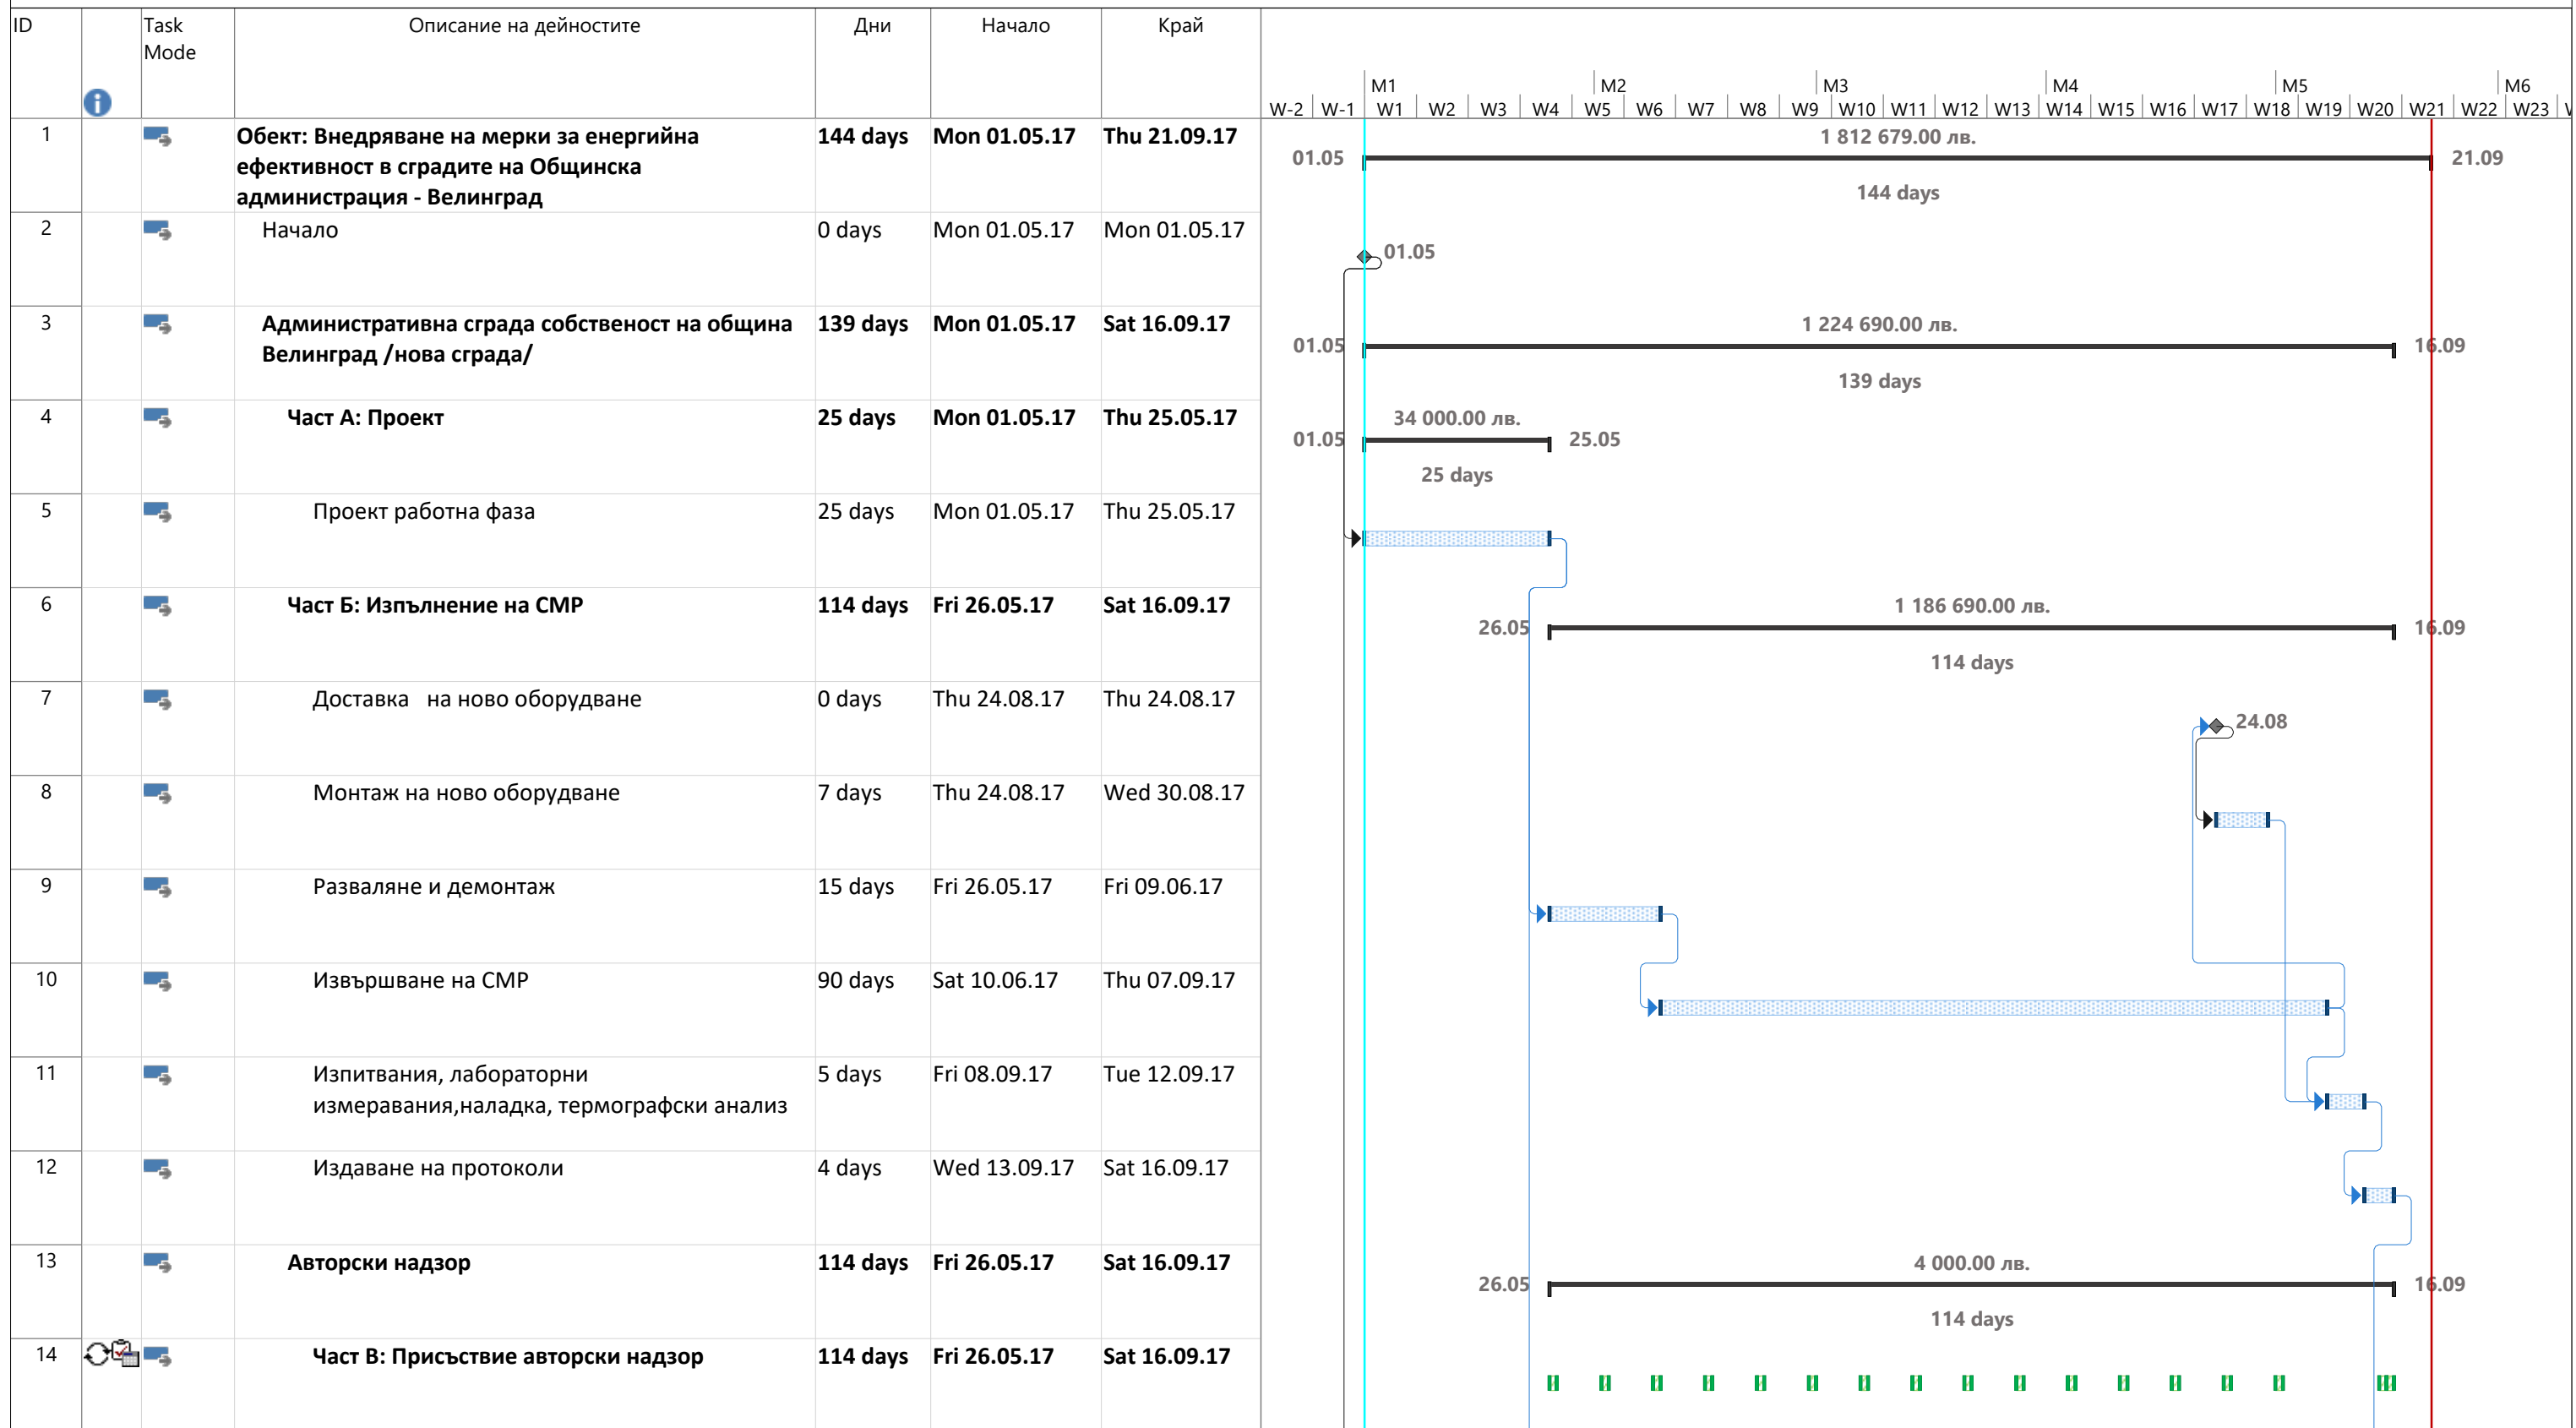 ID
Task Mode
Описание на дейностите
Дни
Начало
Край
M1 M2 M3 M4 M5 M6
W-2 W-1 W1 W2 W3 W4 W5 W6 W7 W8 W9 W10 W11 W12 W13 W14 W15 W16 W17 W18 W19 W20 W21 W22 W23
1
Обект: Внедряване на мерки за енергийна
ефективност в сградите на Общинска
администрация - Велинград
144 days Mon 01.05.17 Thu 21.09.17
1 812 679.00 лв.
01.05 21.09
144 days
2 Начало 0 days Mon 01.05.17 Mon 01.05.17
01.05
3
Административна сграда собственост на община
Велинград /нова сграда/
139 days Mon 01.05.17 Sat 16.09.17
1 224 690.00 лв.
01.05 16.09
139 days
4 Част А: Проект 25 days Mon 01.05.17 Thu 25.05.17
34 000.00 лв.
01.05 25.05
25 days
5 Проект работна фаза 25 days Mon 01.05.17 Thu 25.05.17
6 Част Б: Изпълнение на СМР 114 days Fri 26.05.17 Sat 16.09.17
1 186 690.00 лв.
26.05 16.09
114 days
7 Доставка на ново оборудване 0 days Thu 24.08.17 Thu 24.08.17
24.08
8 Монтаж на ново оборудване 7 days Thu 24.08.17 Wed 30.08.17
9 Разваляне и демонтаж 15 days Fri 26.05.17 Fri 09.06.17
10 Извършване на СМР 90 days Sat 10.06.17 Thu 07.09.17
11
Изпитвания, лабораторни
измеравания,наладка, термографски анализ
5 days Fri 08.09.17 Tue 12.09.17
12 Издаване на протоколи 4 days Wed 13.09.17 Sat 16.09.17
13 Авторски надзор 114 days Fri 26.05.17 Sat 16.09.17
4 000.00 лв.
26.05 16.09
114 days
14 Част В: Присъствие авторски надзор 114 days Fri 26.05.17 Sat 16.09.17